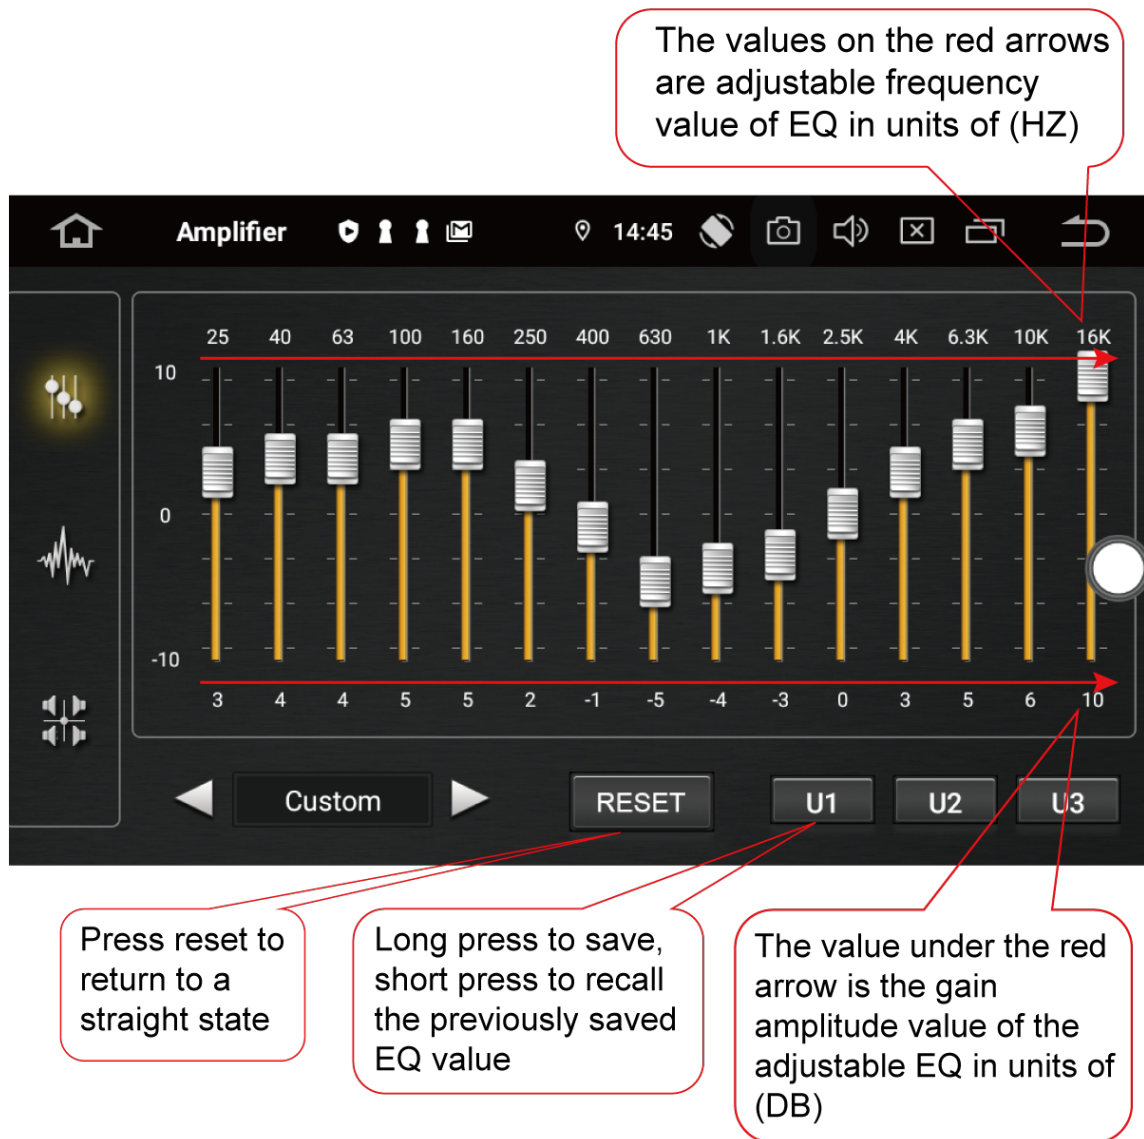 The values on the red arrows
are adjustable frequency
value of EQ in units of (HZ)
Amplifier
14:45
25 40 63 100 160 250 400 630 1K 1.6K 2.5K 4K 6.3K 10K 16K
10
0
-10
3 4 4 5 5 2 -1 -5 -4 -3 0 3 5 6 10
Custom RESET U1 U2 U3
Press reset to
return to a
straight state
Long press to save,
short press to recall
the previously saved
EQ value
The value under the red
arrow is the gain
amplitude value of the
adjustable EQ in units of
(DB)